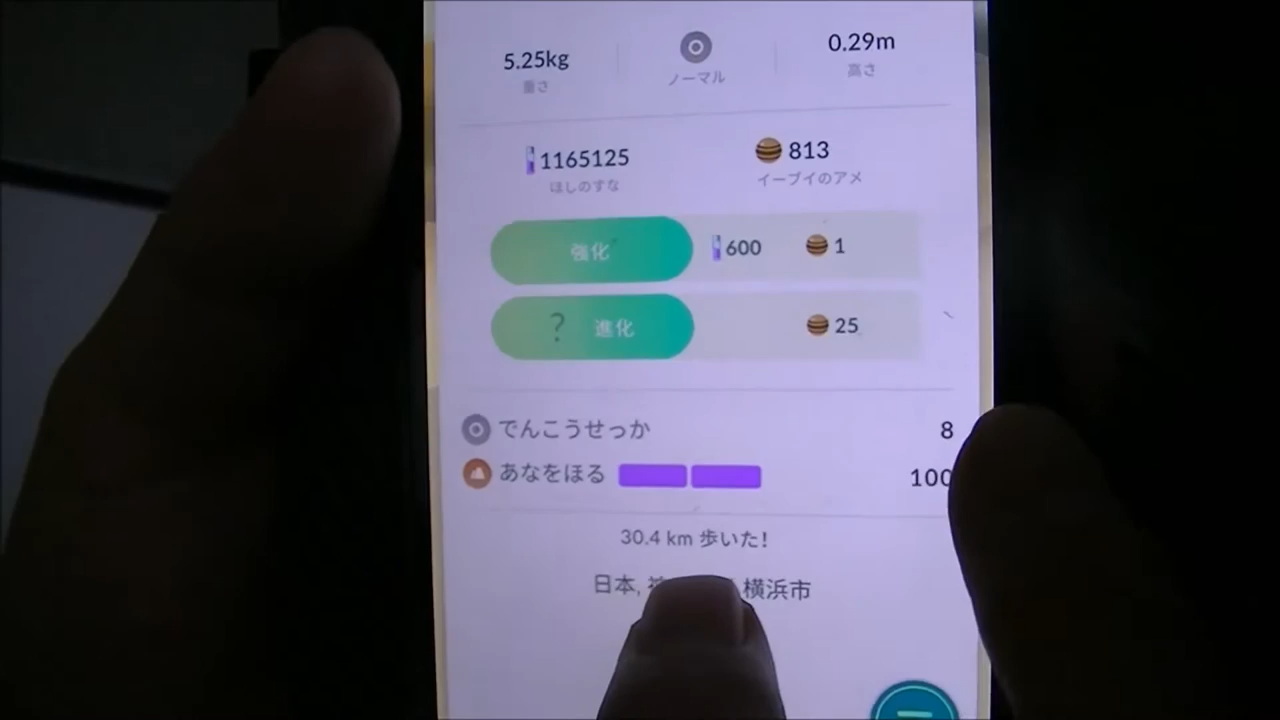 5.25kg
重さ
ノーマル
0.29m
高さ
1165125
ほしのすな
813
イーブイのアメ
強化 600 1
? 進化 25
でんこうせっか 8
あなをほる 100
30.4 km 歩いた!
日本, 横浜市